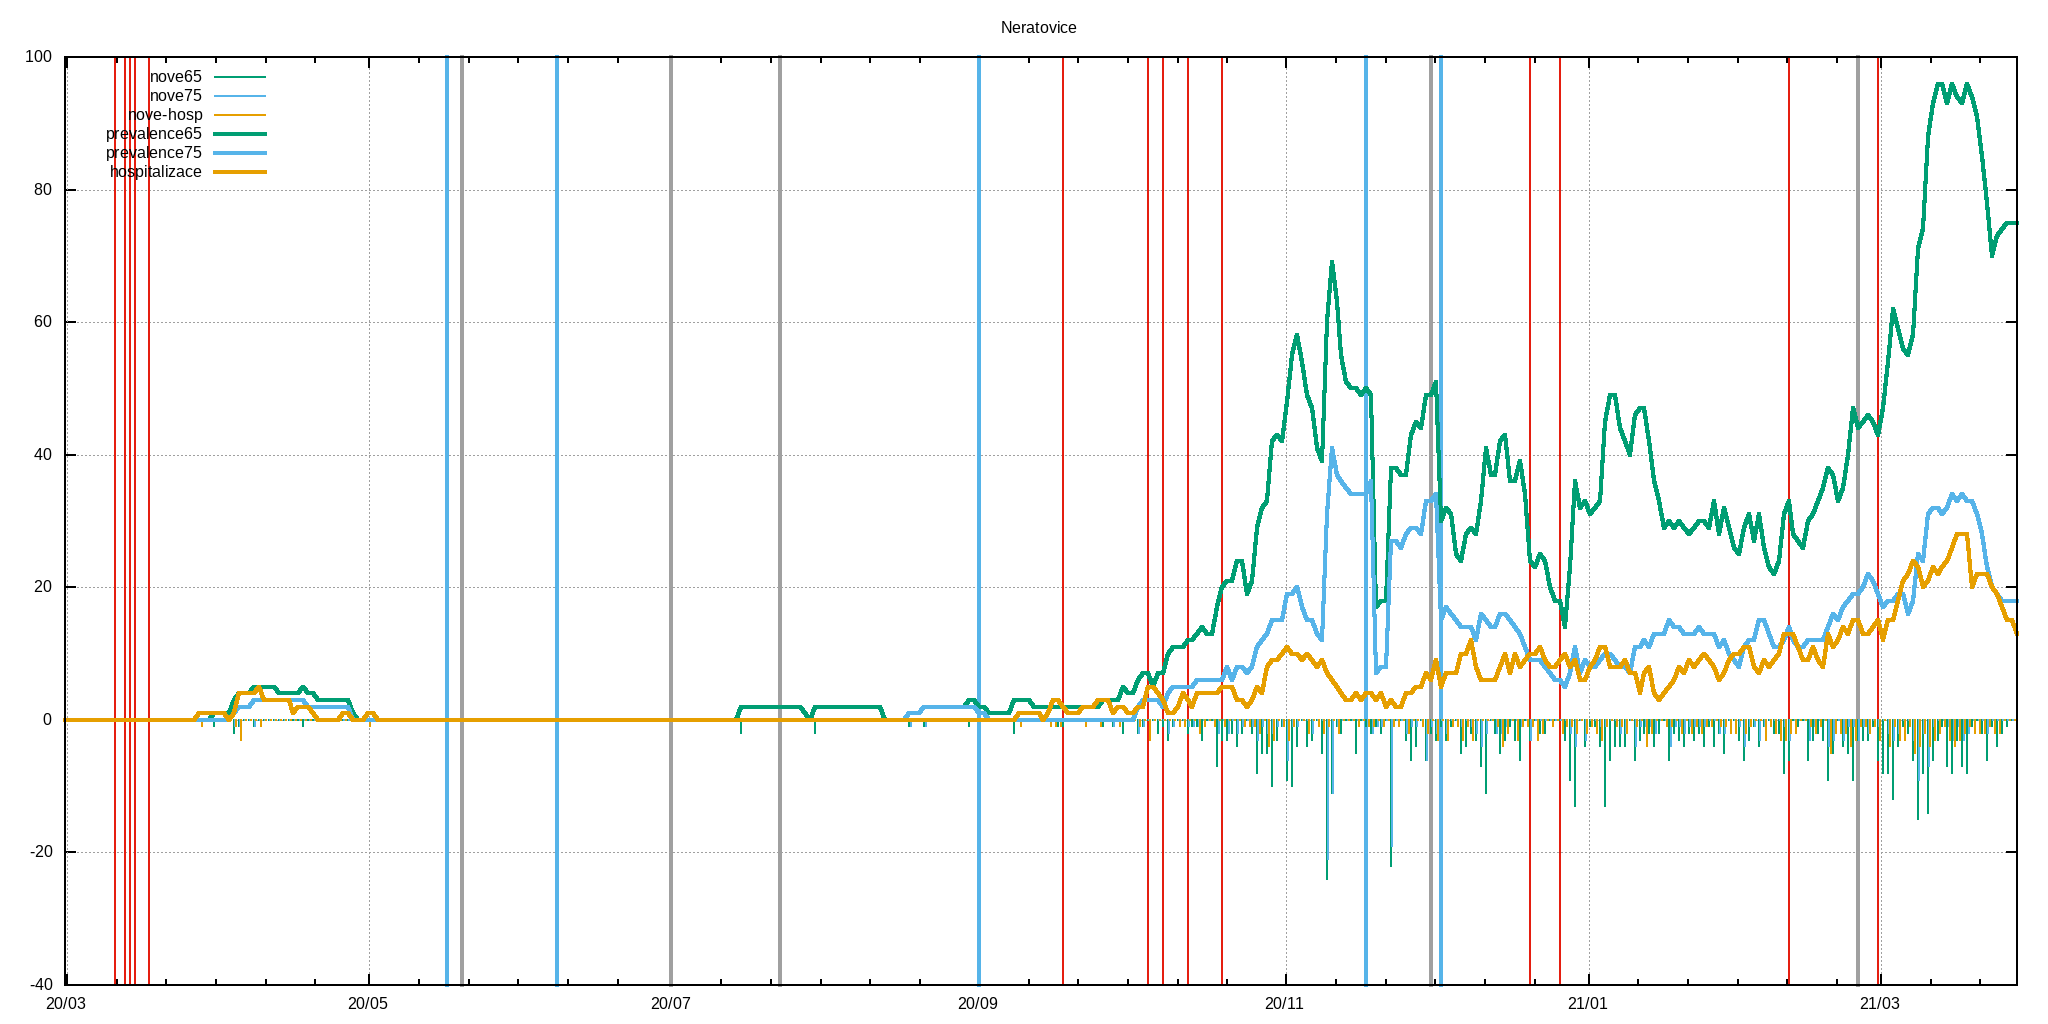 Neratovice
100
nove65
nove75
nove-hosp
prevalence65
prevalence75
hospitalizace
80
60
40
20
0
-20
-40
20/03 20/05 20/07 20/09 20/11 21/01 21/03